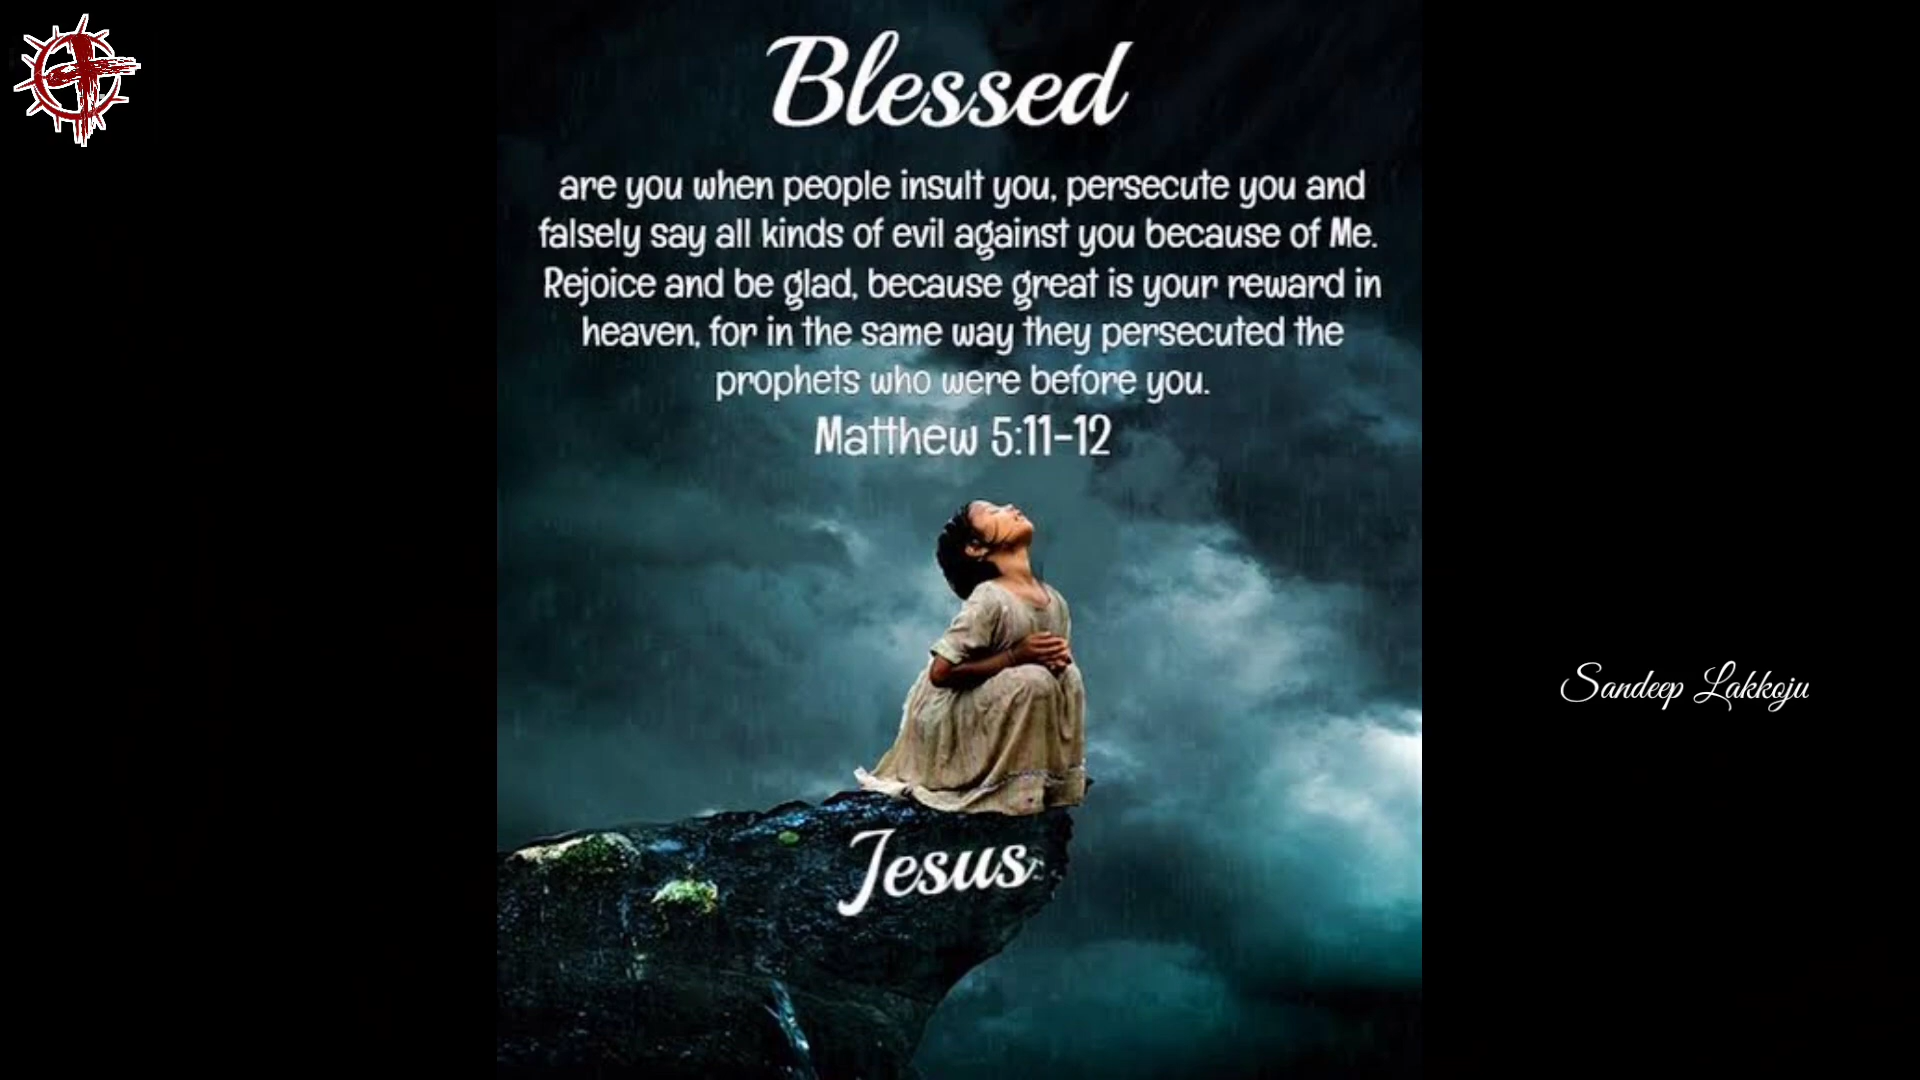 Blessed
are you when people insult you, persecute you and
falsely say all kinds of evil against you because of Me.
Rejoice and be glad, because great is your reward in
heaven, for in the same way they persecuted the
prophets who were before you.
Matthew 5:11-12
Sandeep Lakkoju
Jesus